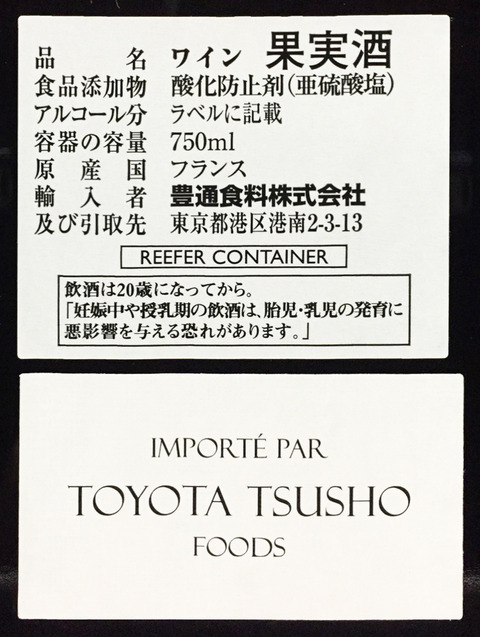 品名 ワイン 果実酒
食品添加物 酸化防止剤(亜硫酸塩)
アルコール分 ラベルに記載
容器の容量 750ml
原産国 フランス
輸入者 豊通食料株式会社
及び引取先 東京都港区港南2-3-13
REEFER CONTAINER
飲酒は20歳になってから。
「妊娠中や授乳期の飲酒は、胎児・乳児の発育に
悪影響を与える恐れがあります。」
IMPORTÉ PAR
TOYOTA TSUSHO
FOODS